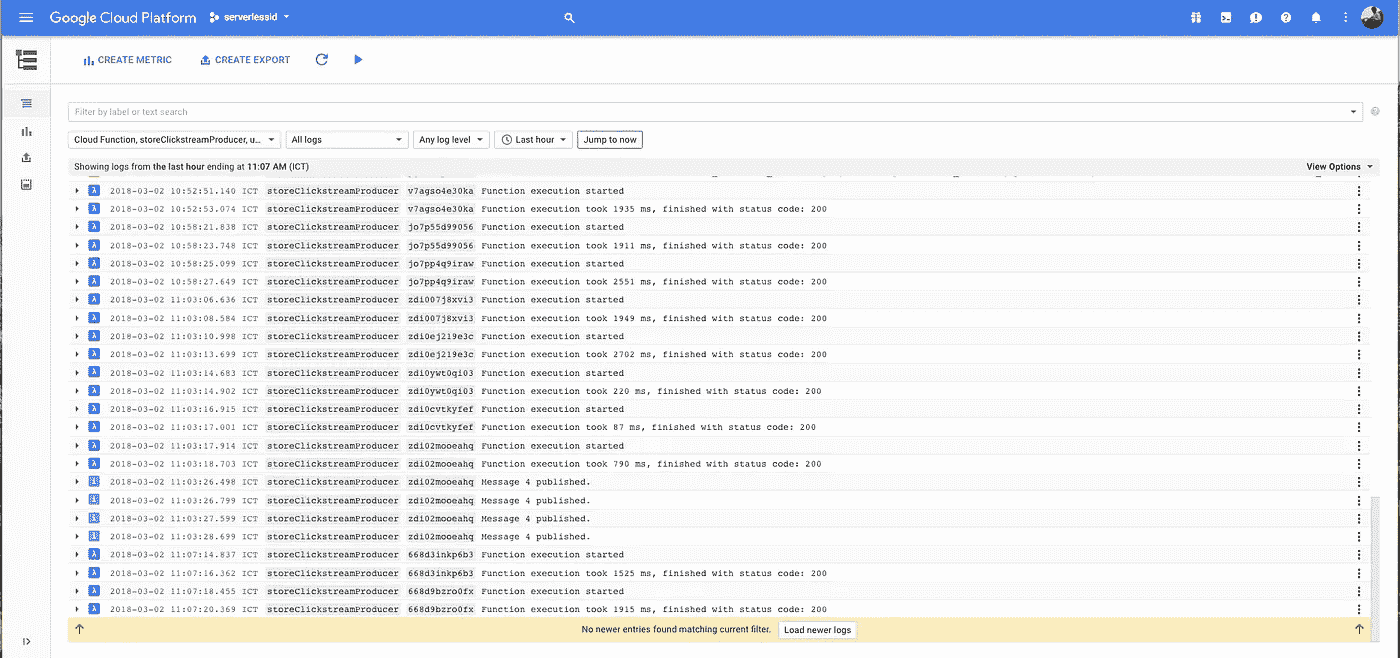 Google Cloud Platform serverlessid
CREATE METRIC CREATE EXPORT
Filter by label or text search
Cloud Function, storeClickstreamProducer, u... All logs Any log level Last hour Jump to now
Showing logs from the last hour ending at 11:07 AM (ICT) View Options
2018-03-02 10:52:51.140 ICT storeClickstreamProducer v7agso4e30ka Function execution started
2018-03-02 10:52:53.074 ICT storeClickstreamProducer v7agso4e30ka Function execution took 1935 ms, finished with status code: 200
2018-03-02 10:58:21.838 ICT storeClickstreamProducer jo7p55d99056 Function execution started
2018-03-02 10:58:23.748 ICT storeClickstreamProducer jo7p55d99056 Function execution took 1911 ms, finished with status code: 200
2018-03-02 10:58:25.099 ICT storeClickstreamProducer jo7pp4q9iraw Function execution started
2018-03-02 10:58:27.649 ICT storeClickstreamProducer jo7pp4q9iraw Function execution took 2551 ms, finished with status code: 200
2018-03-02 11:03:06.636 ICT storeClickstreamProducer zdi007j8xvi3 Function execution started
2018-03-02 11:03:08.584 ICT storeClickstreamProducer zdi007j8xvi3 Function execution took 1949 ms, finished with status code: 200
2018-03-02 11:03:10.998 ICT storeClickstreamProducer zdi0ej219e3c Function execution started
2018-03-02 11:03:13.699 ICT storeClickstreamProducer zdi0ej219e3c Function execution took 2702 ms, finished with status code: 200
2018-03-02 11:03:14.683 ICT storeClickstreamProducer zdi0ywt0qi03 Function execution started
2018-03-02 11:03:14.902 ICT storeClickstreamProducer zdi0ywt0qi03 Function execution took 220 ms, finished with status code: 200
2018-03-02 11:03:16.915 ICT storeClickstreamProducer zdi0cvtkyfef Function execution started
2018-03-02 11:03:17.001 ICT storeClickstreamProducer zdi0cvtkyfef Function execution took 87 ms, finished with status code: 200
2018-03-02 11:03:17.914 ICT storeClickstreamProducer zdi02mooeahq Function execution started
2018-03-02 11:03:18.703 ICT storeClickstreamProducer zdi02mooeahq Function execution took 790 ms, finished with status code: 200
2018-03-02 11:03:26.498 ICT storeClickstreamProducer zdi02mooeahq Message 4 published.
2018-03-02 11:03:26.799 ICT storeClickstreamProducer zdi02mooeahq Message 4 published.
2018-03-02 11:03:27.599 ICT storeClickstreamProducer zdi02mooeahq Message 4 published.
2018-03-02 11:03:28.699 ICT storeClickstreamProducer zdi02mooeahq Message 4 published.
2018-03-02 11:07:14.837 ICT storeClickstreamProducer 668d3inkp6b3 Function execution started
2018-03-02 11:07:16.362 ICT storeClickstreamProducer 668d3inkp6b3 Function execution took 1525 ms, finished with status code: 200
2018-03-02 11:07:18.455 ICT storeClickstreamProducer 668d9bzro0fx Function execution started
2018-03-02 11:07:20.369 ICT storeClickstreamProducer 668d9bzro0fx Function execution took 1915 ms, finished with status code: 200
No newer entries found matching current filter. Load newer logs